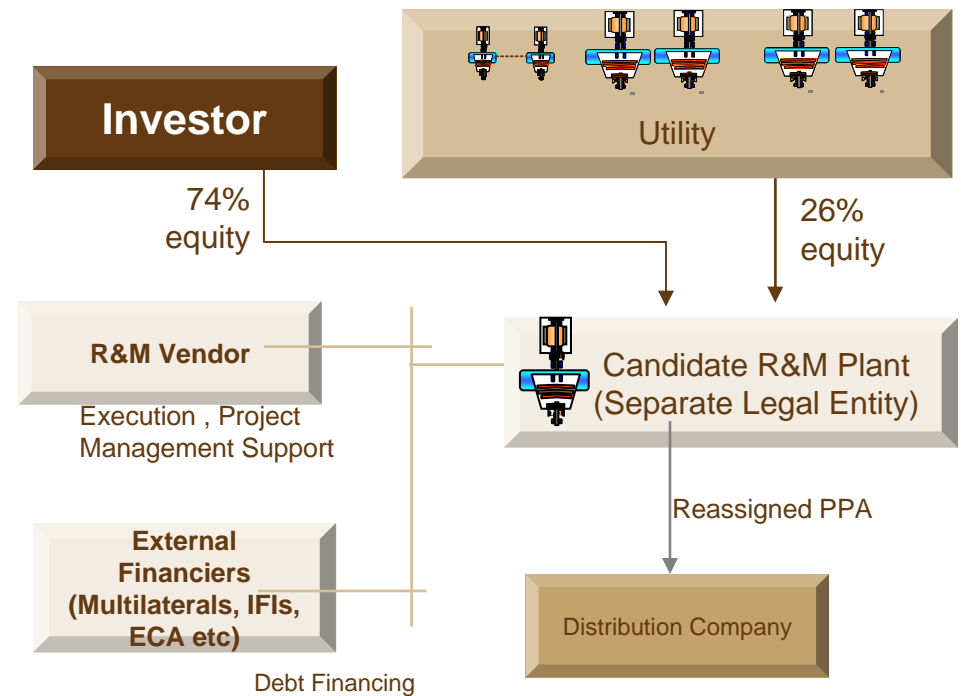 Investor
Utility
74%
equity
26%
equity
R&M Vendor
Execution , Project
Management Support
Candidate R&M Plant
(Separate Legal Entity)
Reassigned PPA
External
Financiers
(Multilaterals, IFIs,
ECA etc)
Distribution Company
Debt Financing